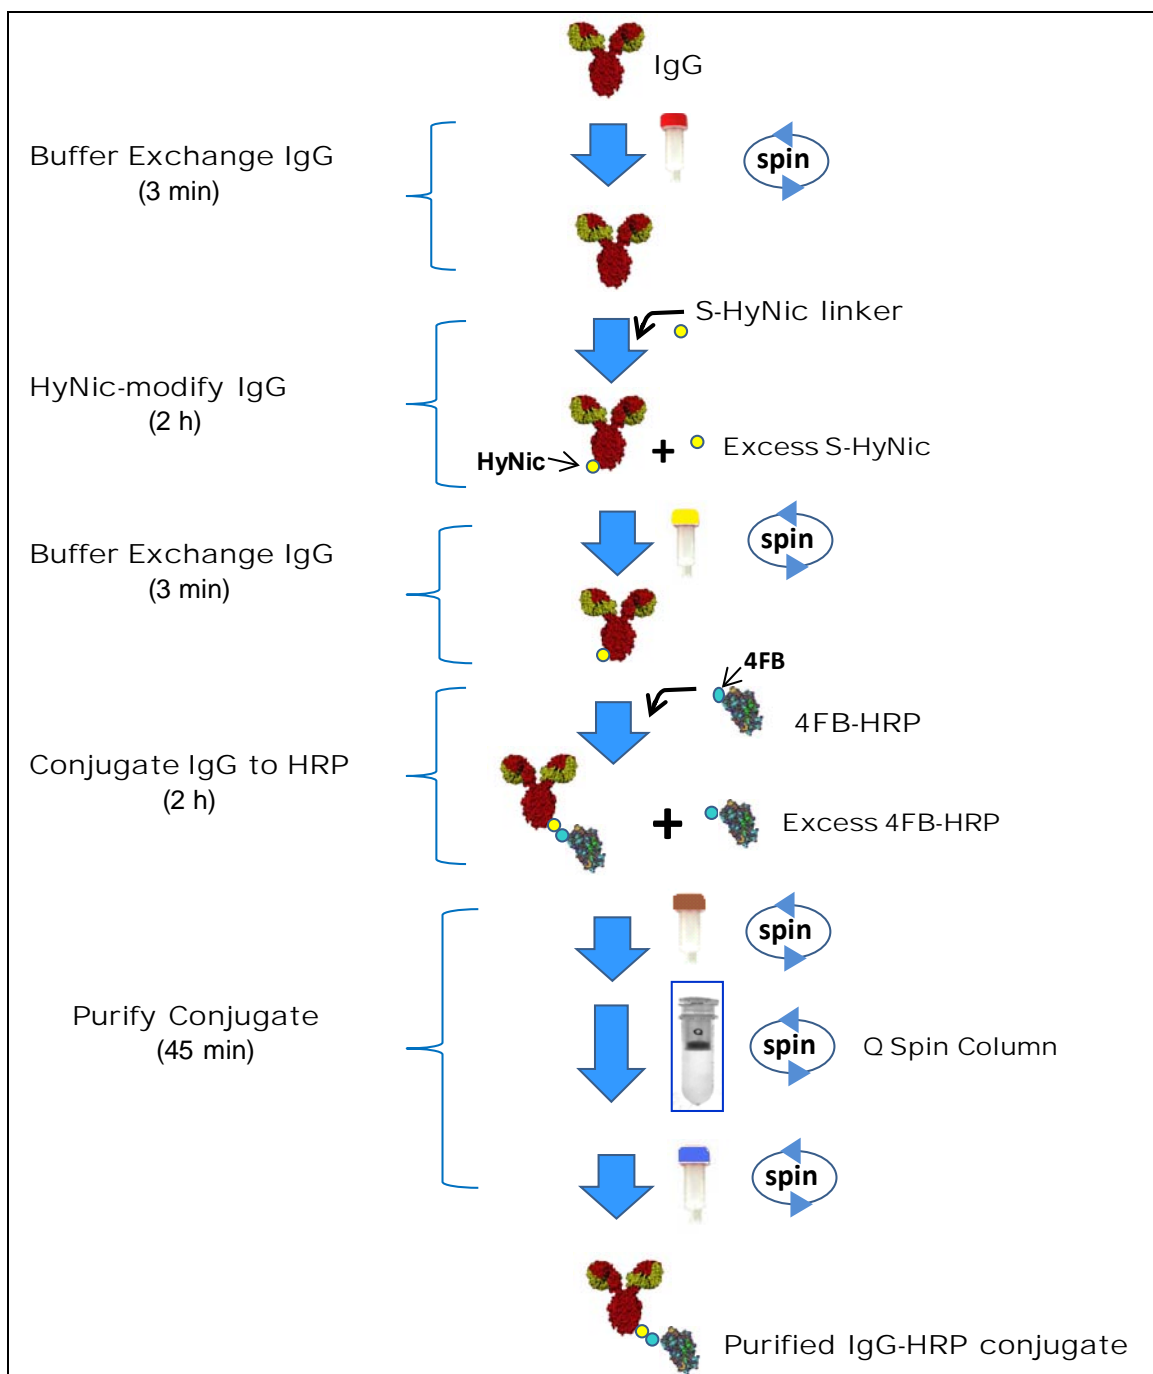 IgG
Buffer Exchange IgG
(3 min)
spin
S-HyNic linker
HyNic-modify IgG
(2 h)
HyNic
+
Excess S-HyNic
Buffer Exchange IgG
(3 min)
spin
4FB
4FB-HRP
Conjugate IgG to HRP
(2 h)
+
Excess 4FB-HRP
spin
Purify Conjugate
(45 min)
Q
spin
Q Spin Column
spin
Purified IgG-HRP conjugate